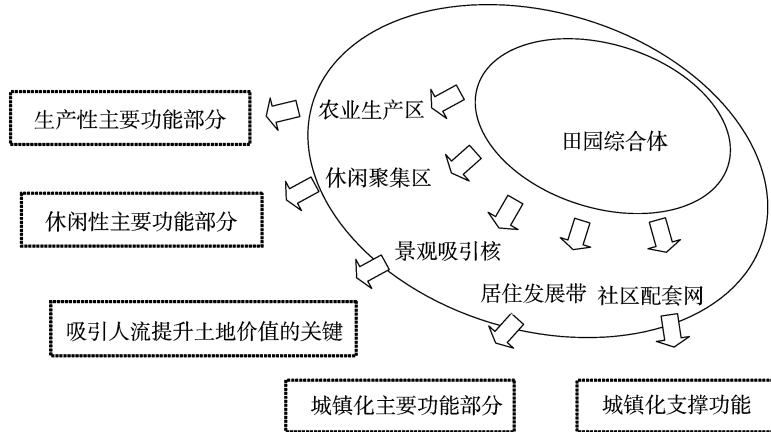 田园综合体
农业生产区
生产性主要功能部分
休闲聚集区
休闲性主要功能部分
景观吸引核
吸引人流提升土地价值的关键
居住发展带
城镇化主要功能部分
社区配套网
城镇化支撑功能